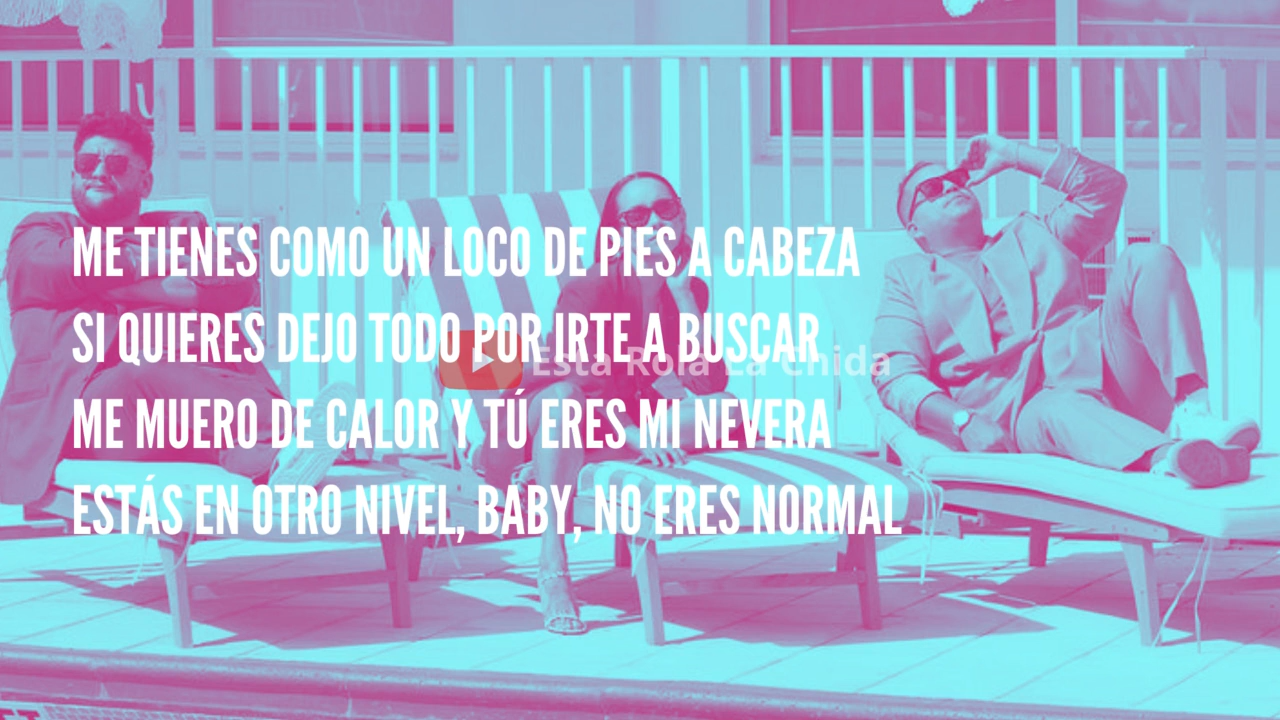 ME TIENES COMO UN LOCO DE PIES A CABEZA
SI QUIERES DEJO TODO POR IRTE A BUSCAR
Esta Rola La Chida
ME MUERO DE CALOR Y TÚ ERES MI NEVERA
ESTÁS EN OTRO NIVEL, BABY, NO ERES NORMAL